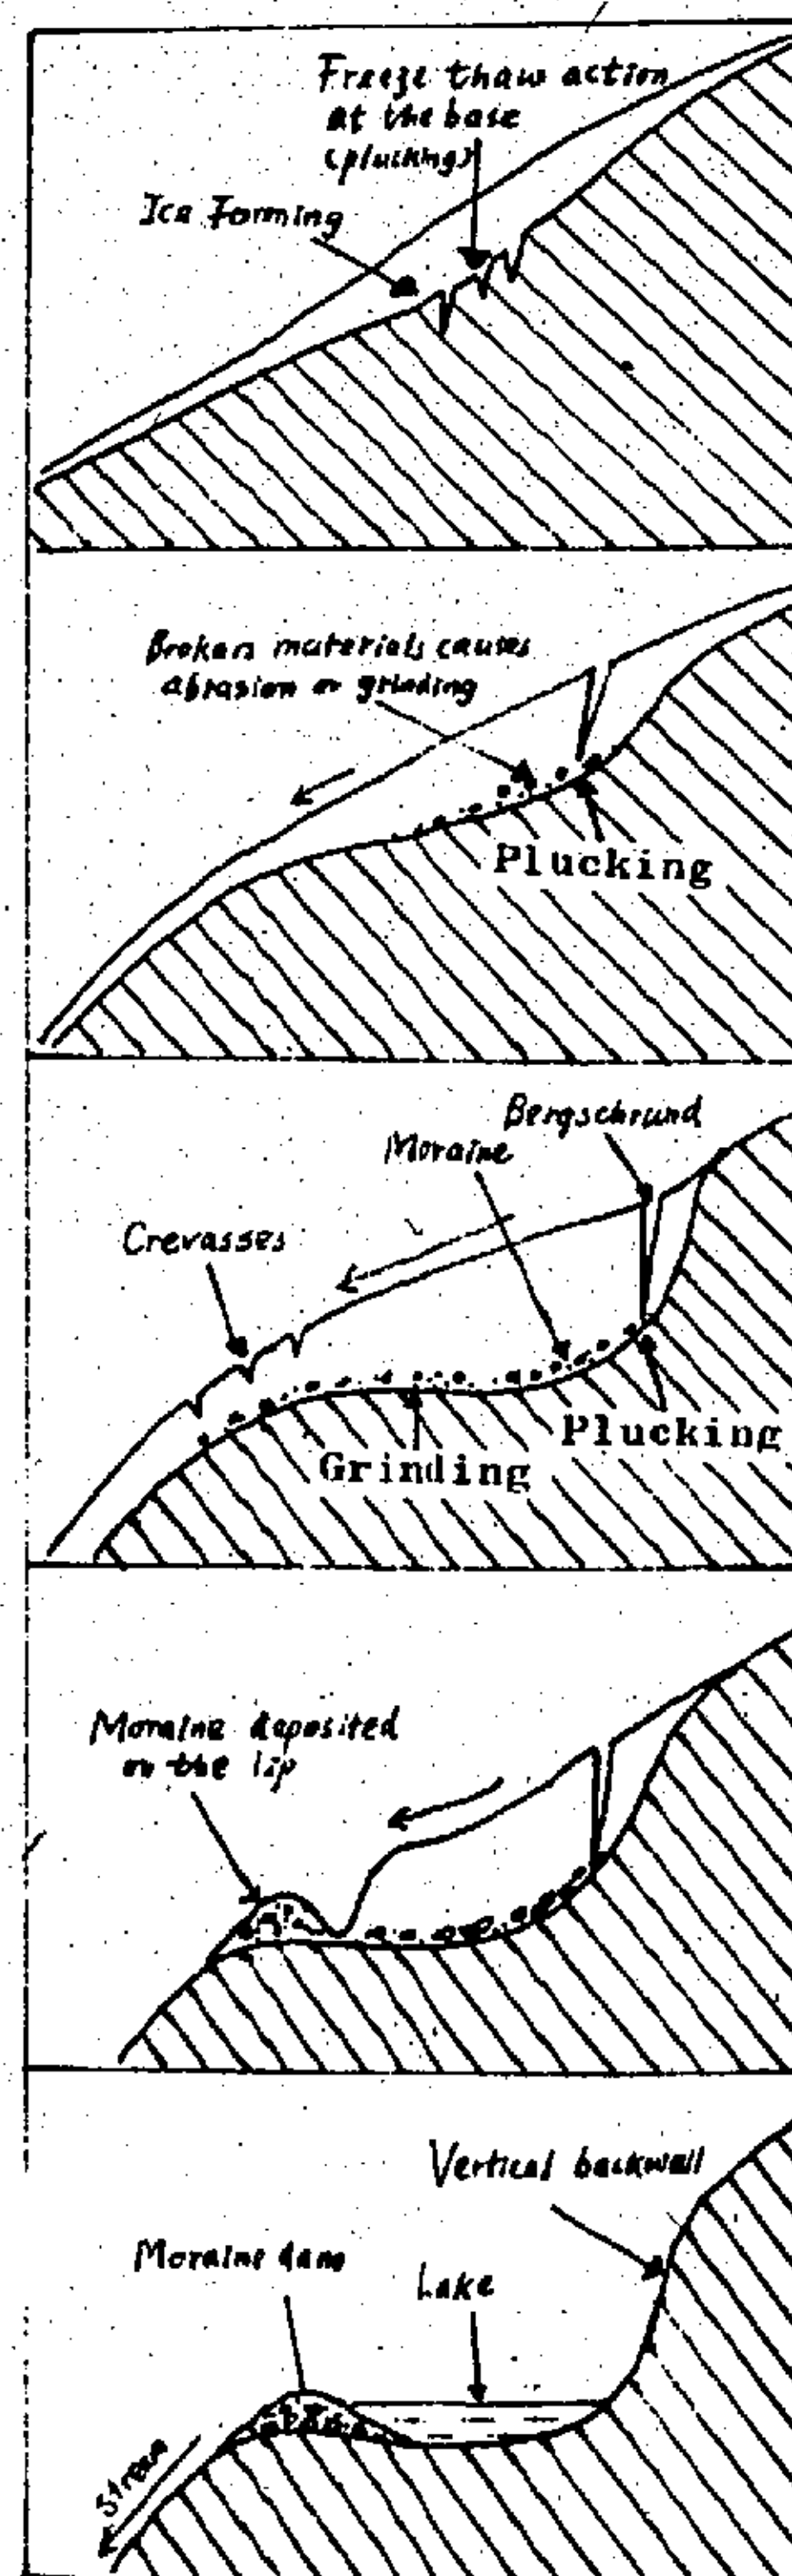 Freeze thaw action
at the base
(plucking)
Ice Forming
Broken materials causes
abrasion or grinding
Plucking
Bergschrund
Moraine
Crevasses
Plucking
Grinding
Moraine deposited
on the lip
Vertical backwall
Moraine dam
Lake
Stream